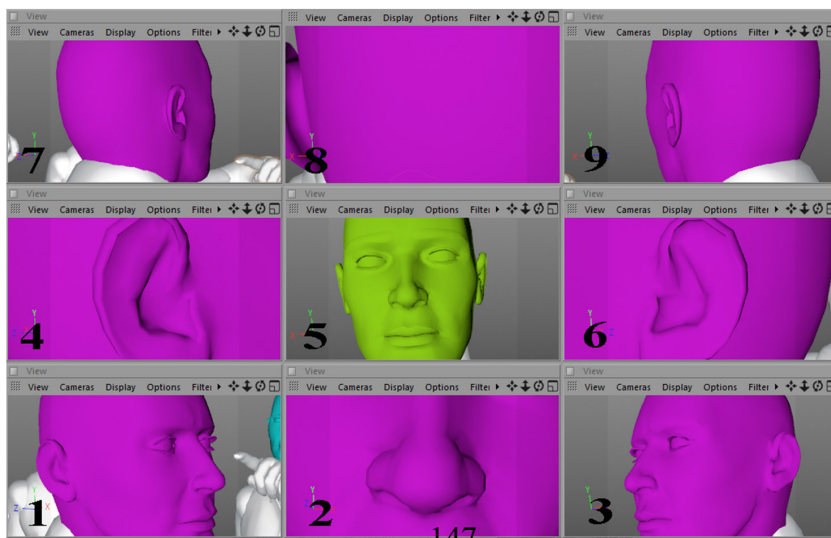 View View View
View Cameras Display Options Filter View Cameras Display Options Filter View Cameras Display Options Filter
Y Y Y
7 Z X 8 X 9
View View View
View Cameras Display Options Filter View Cameras Display Options Filter View Cameras Display Options Filter
Y Y Y
4 Z 5 X 6 Z
View View View
View Cameras Display Options Filter View Cameras Display Options Filter View Cameras Display Options Filter
Y Y Y
1 Z X 2 Z 3 X
147